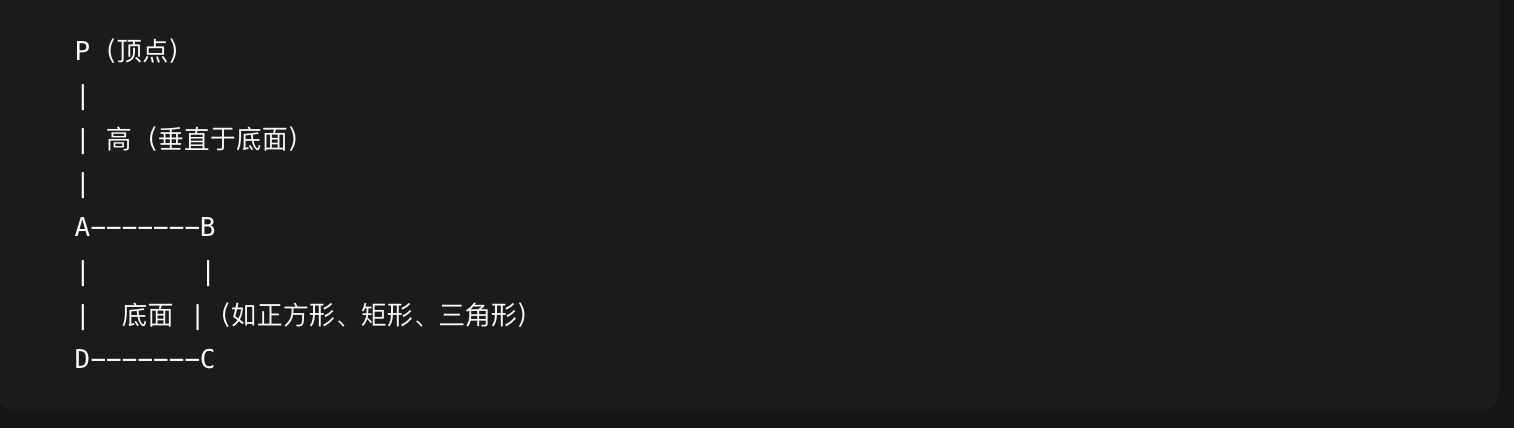 P（顶点）
|
| 高（垂直于底面）
|
A-------B
|       |
|  底面 |（如正方形、矩形、三角形）
D-------C